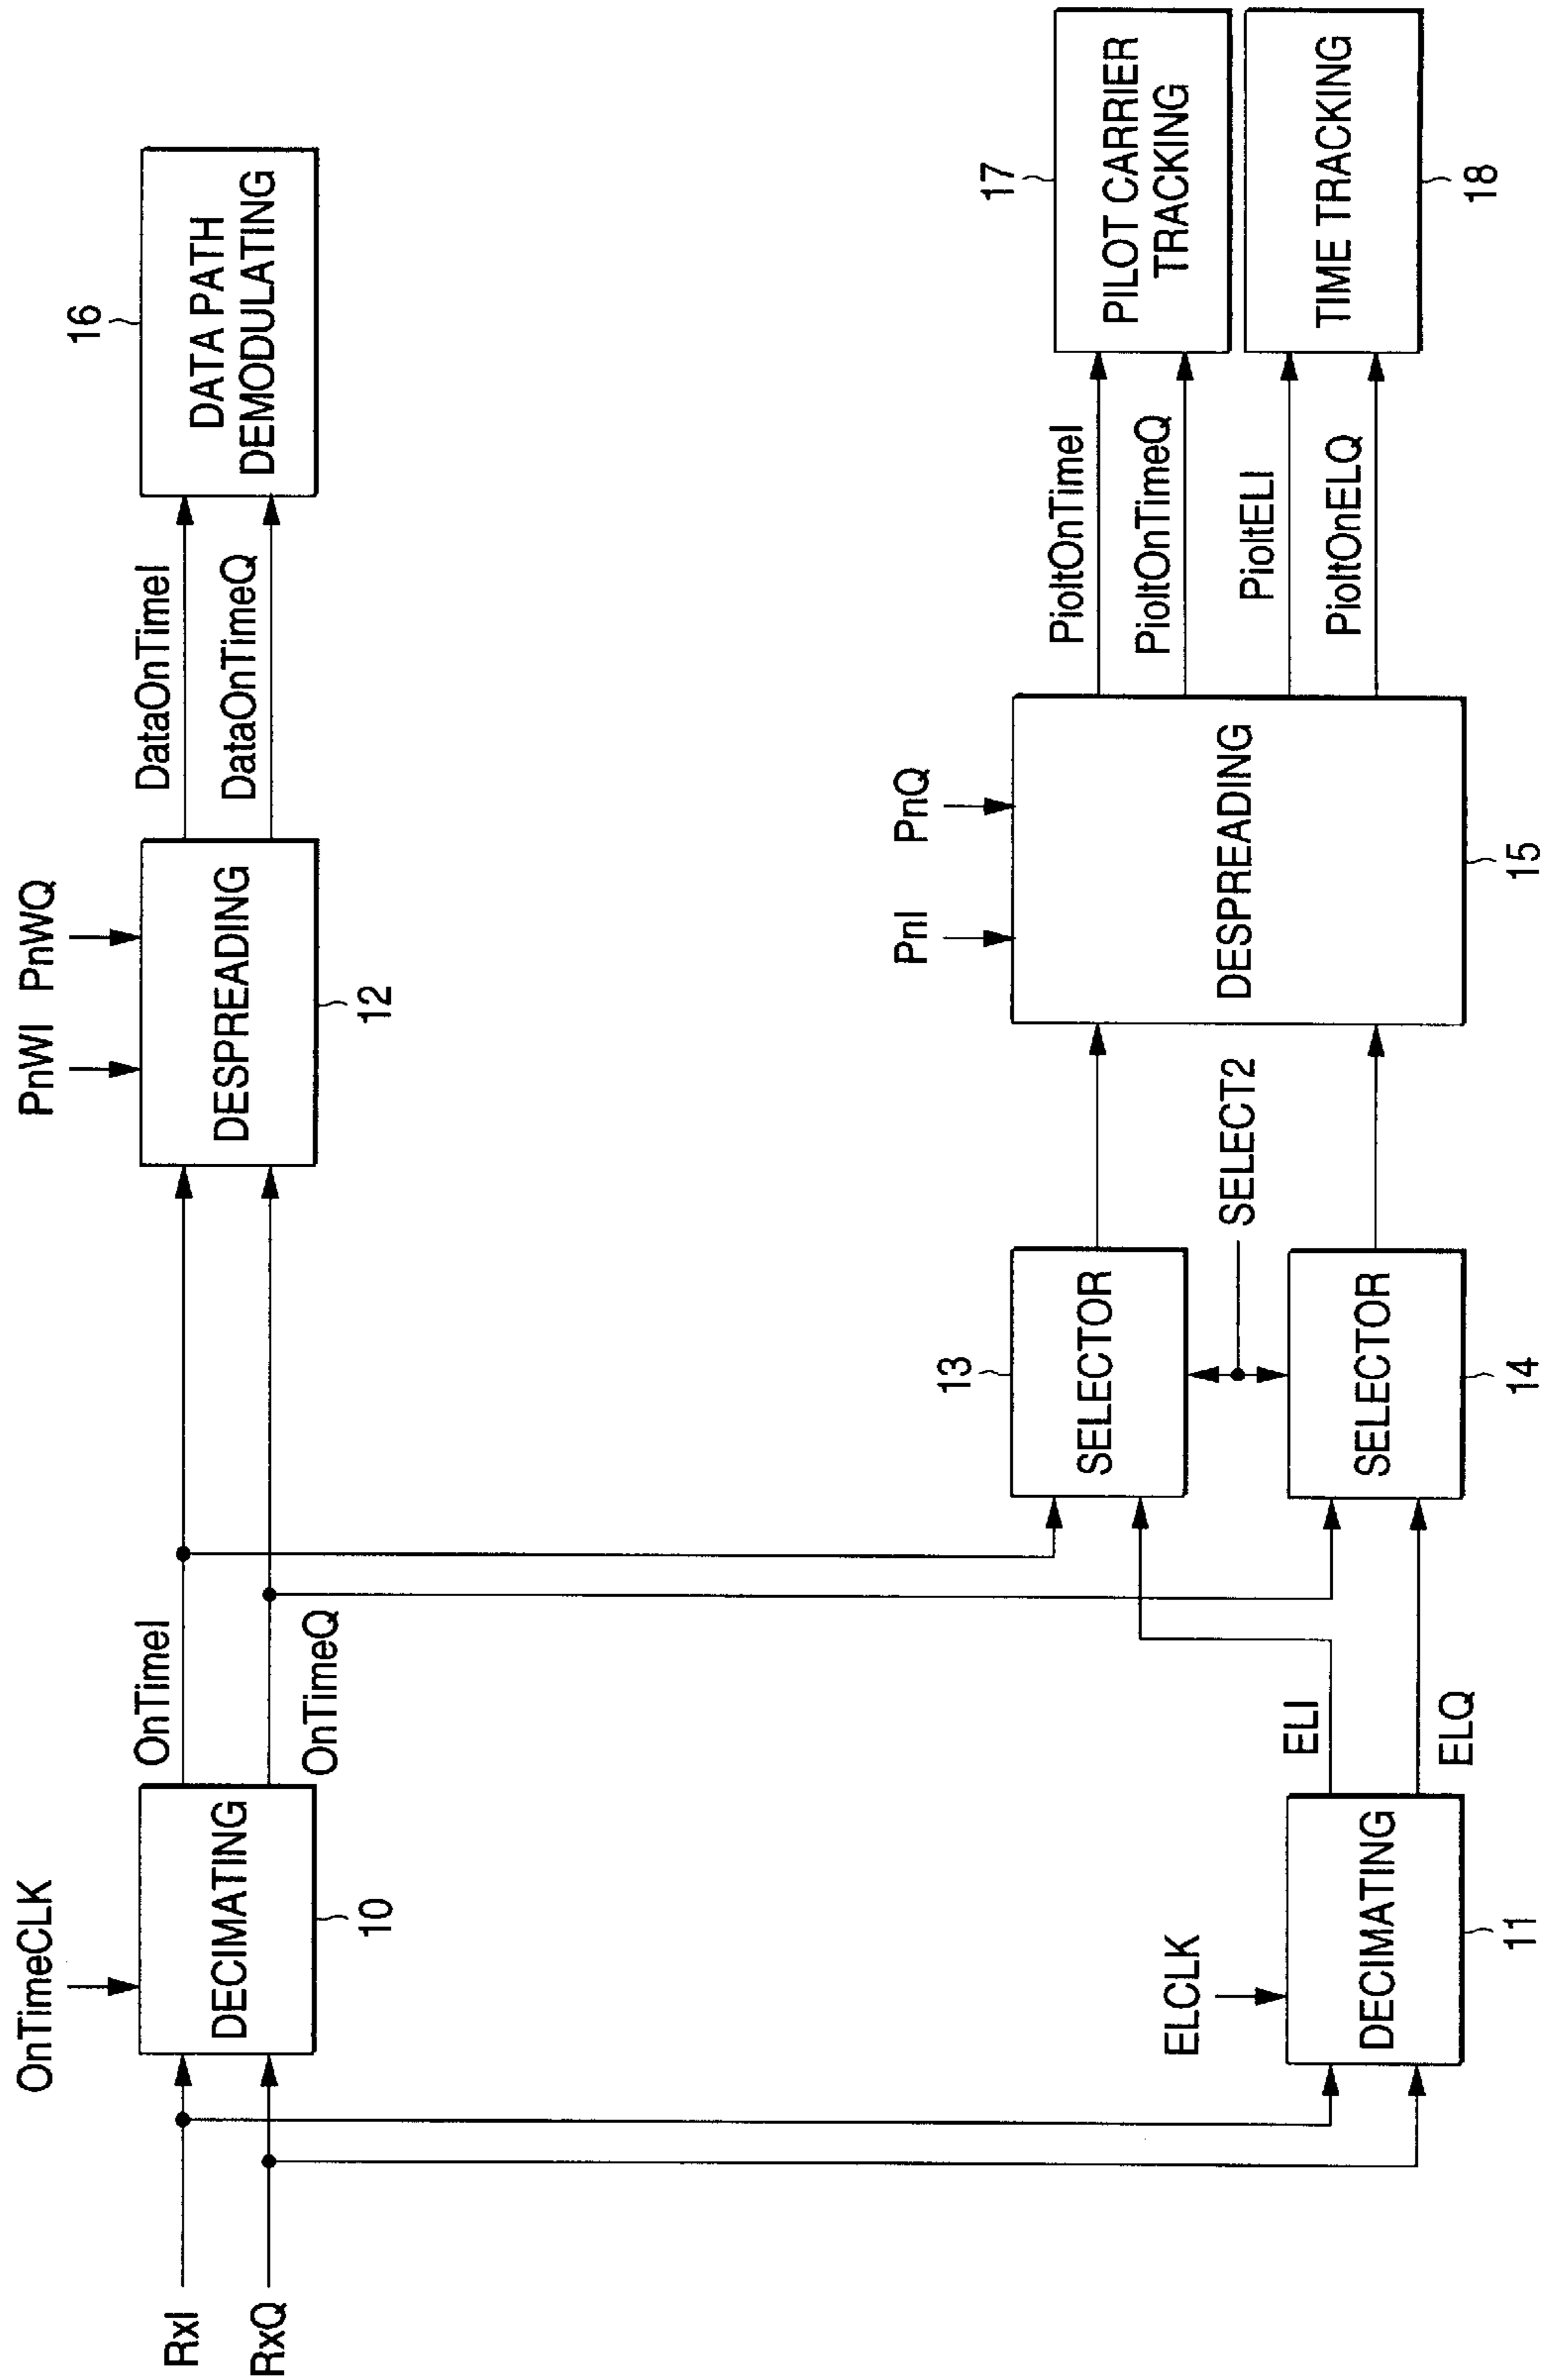 OnTimeCLK
PnWI PnWQ
16
RxI
RxQ
DECIMATING
10
OnTimeI
OnTimeQ
DESPREADING
12
DataOnTimeI
DataOnTimeQ
DATA PATH
DEMODULATING
ELCLK
DECIMATING
11
ELI
ELQ
13
SELECTOR
SELECT2
SELECTOR
14
PnI PnQ
DESPREADING
15
PioltOnTimeI
PioltOnTimeQ
PioltELI
PioltOnELQ
17
PILOT CARRIER
TRACKING
TIME TRACKING
18